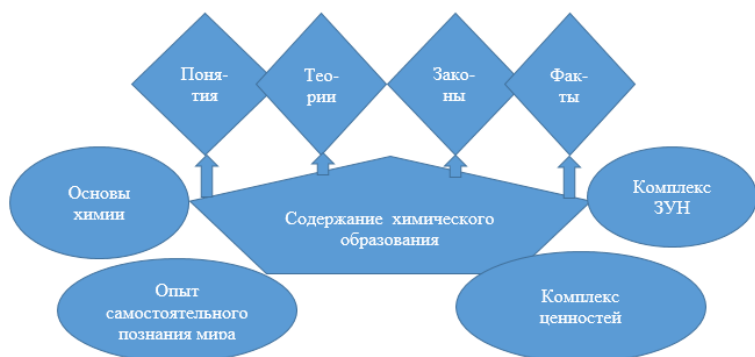 Поня-
тия
Тео-
рии
Зако-
ны
Фак-
ты
Основы
химии
Комплекс
ЗУН
Содержание химического
образования
Опыт
самостоятельного
познания мира
Комплекс
ценностей